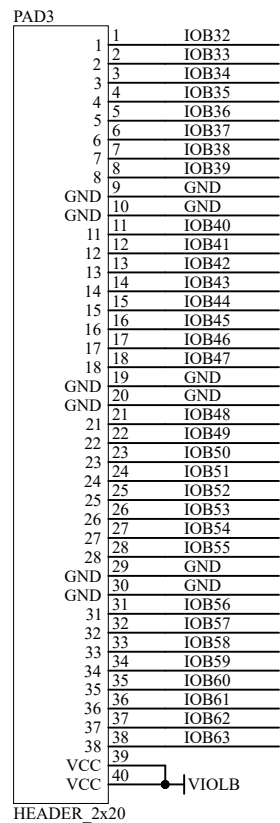 PAD3
1 1 IOB32
2 2 IOB33
3 3 IOB34
4 4 IOB35
5 5 IOB36
6 6 IOB37
7 7 IOB38
8 8 IOB39
GND 9 GND
GND 10 GND
11 11 IOB40
12 12 IOB41
13 13 IOB42
14 14 IOB43
15 15 IOB44
16 16 IOB45
17 17 IOB46
18 18 IOB47
GND 19 GND
GND 20 GND
21 21 IOB48
22 22 IOB49
23 23 IOB50
24 24 IOB51
25 25 IOB52
26 26 IOB53
27 27 IOB54
28 28 IOB55
GND 29 GND
GND 30 GND
31 31 IOB56
32 32 IOB57
33 33 IOB58
34 34 IOB59
35 35 IOB60
36 36 IOB61
37 37 IOB62
38 38 IOB63
VCC 39
VCC 40 VIOLB
HEADER_2x20